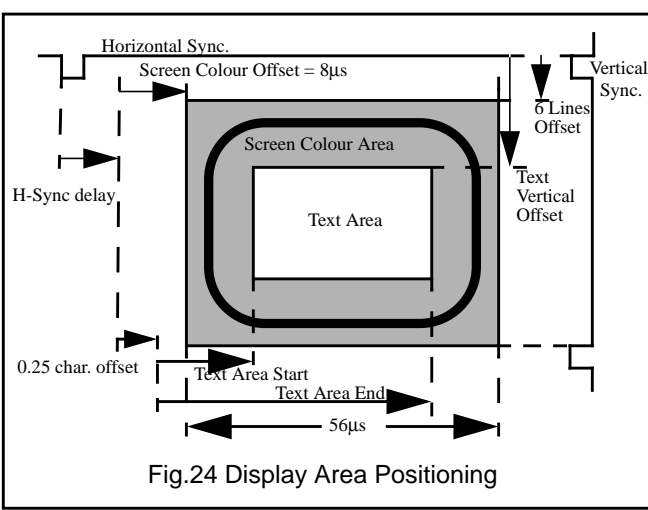 Horizontal Sync.
Screen Colour Offset = 8µs
Vertical
Sync.
6 Lines
Offset
Screen Colour Area
H-Sync delay
Text
Vertical
Offset
Text Area
0.25 char. offset
Text Area Start
Text Area End
56µs
Fig.24 Display Area Positioning